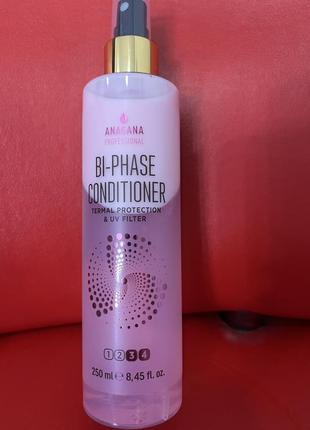 ANAGANA
PROFESSIONAL
BI-PHASE
CONDITIONER
TERMAL PROTECTION
& UV FILTER
1 2 3 4
250 ml ℮ 8,45 fl. oz.